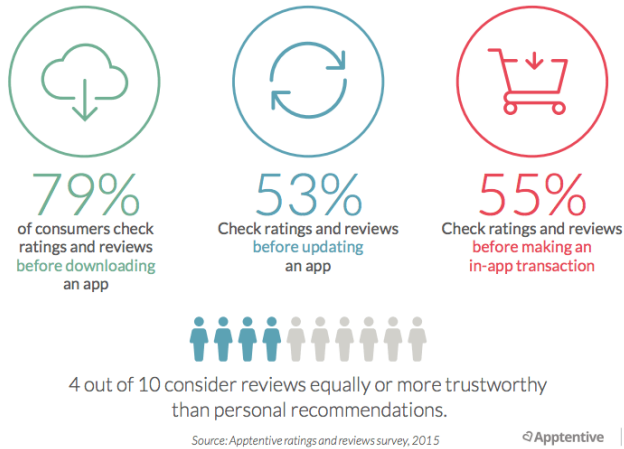 79%
of consumers check
ratings and reviews
before downloading
an app
53%
Check ratings and reviews
before updating
an app
55%
Check ratings and reviews
before making an
in-app transaction
4 out of 10 consider reviews equally or more trustworthy
than personal recommendations.
Source: Apptentive ratings and reviews survey, 2015
Apptentive